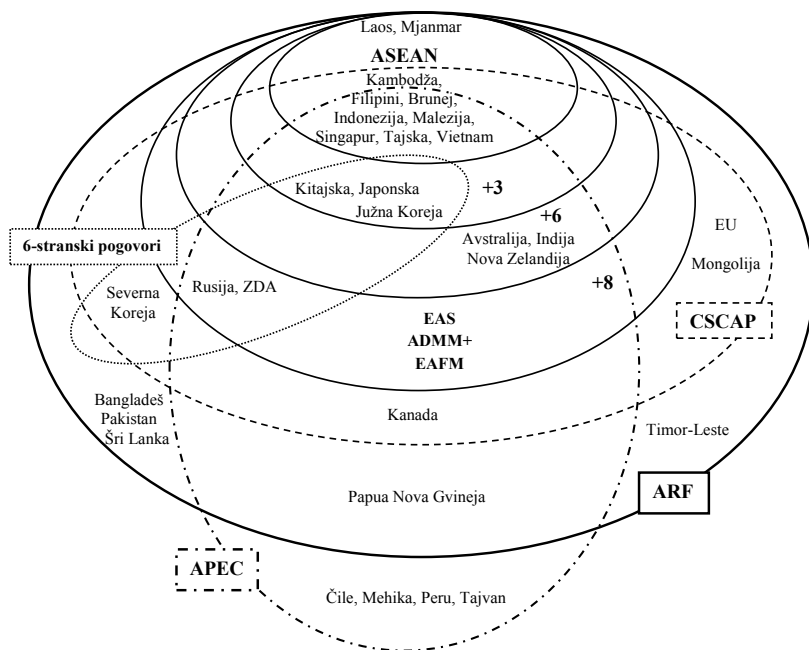 Laos, Mjanmar
ASEAN
Kambodža,
Filipini, Brunej,
Indonezija, Malezija,
Singapur, Tajska, Vietnam
Kitajska, Japonska
Južna Koreja
+3
+6
Avstralija, Indija
Nova Zelandija
EU
Mongolija
6-stranski pogovori
Severna
Koreja
Rusija, ZDA
+8
EAS
ADMM+
EAFM
CSCAP
Bangladeš
Pakistan
Šri Lanka
Kanada
Timor-Leste
Papua Nova Gvineja
ARF
APEC
Čile, Mehika, Peru, Tajvan